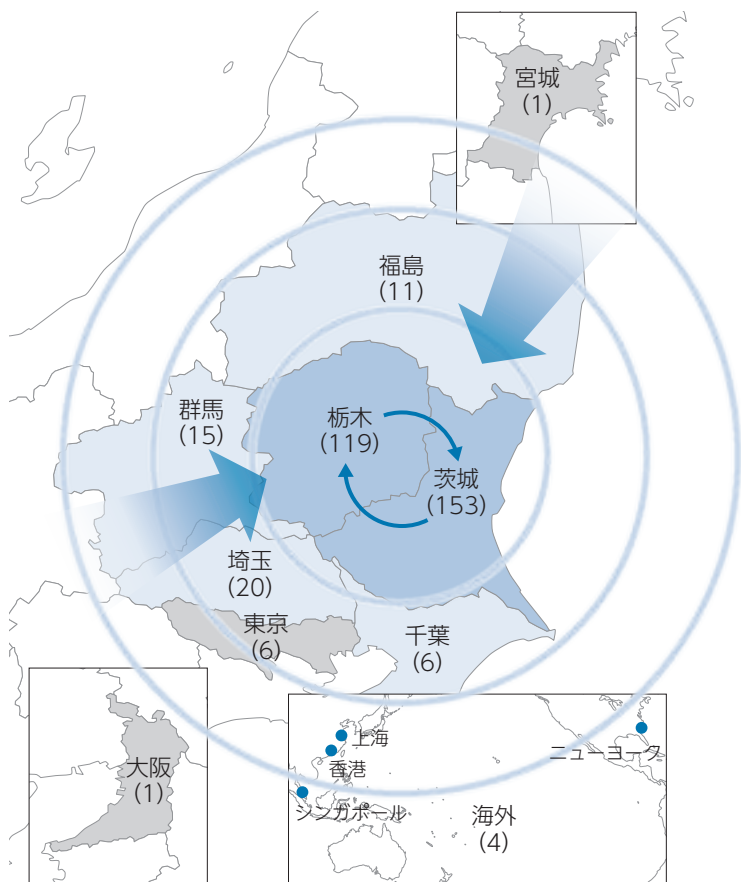 宮城
(1)
福島
(11)
群馬
(15)
栃木
(119)
茨城
(153)
埼玉
(20)
東京
(6)
千葉
(6)
大阪
(1)
上海
香港
シンガポール
ニューヨーク
海外
(4)